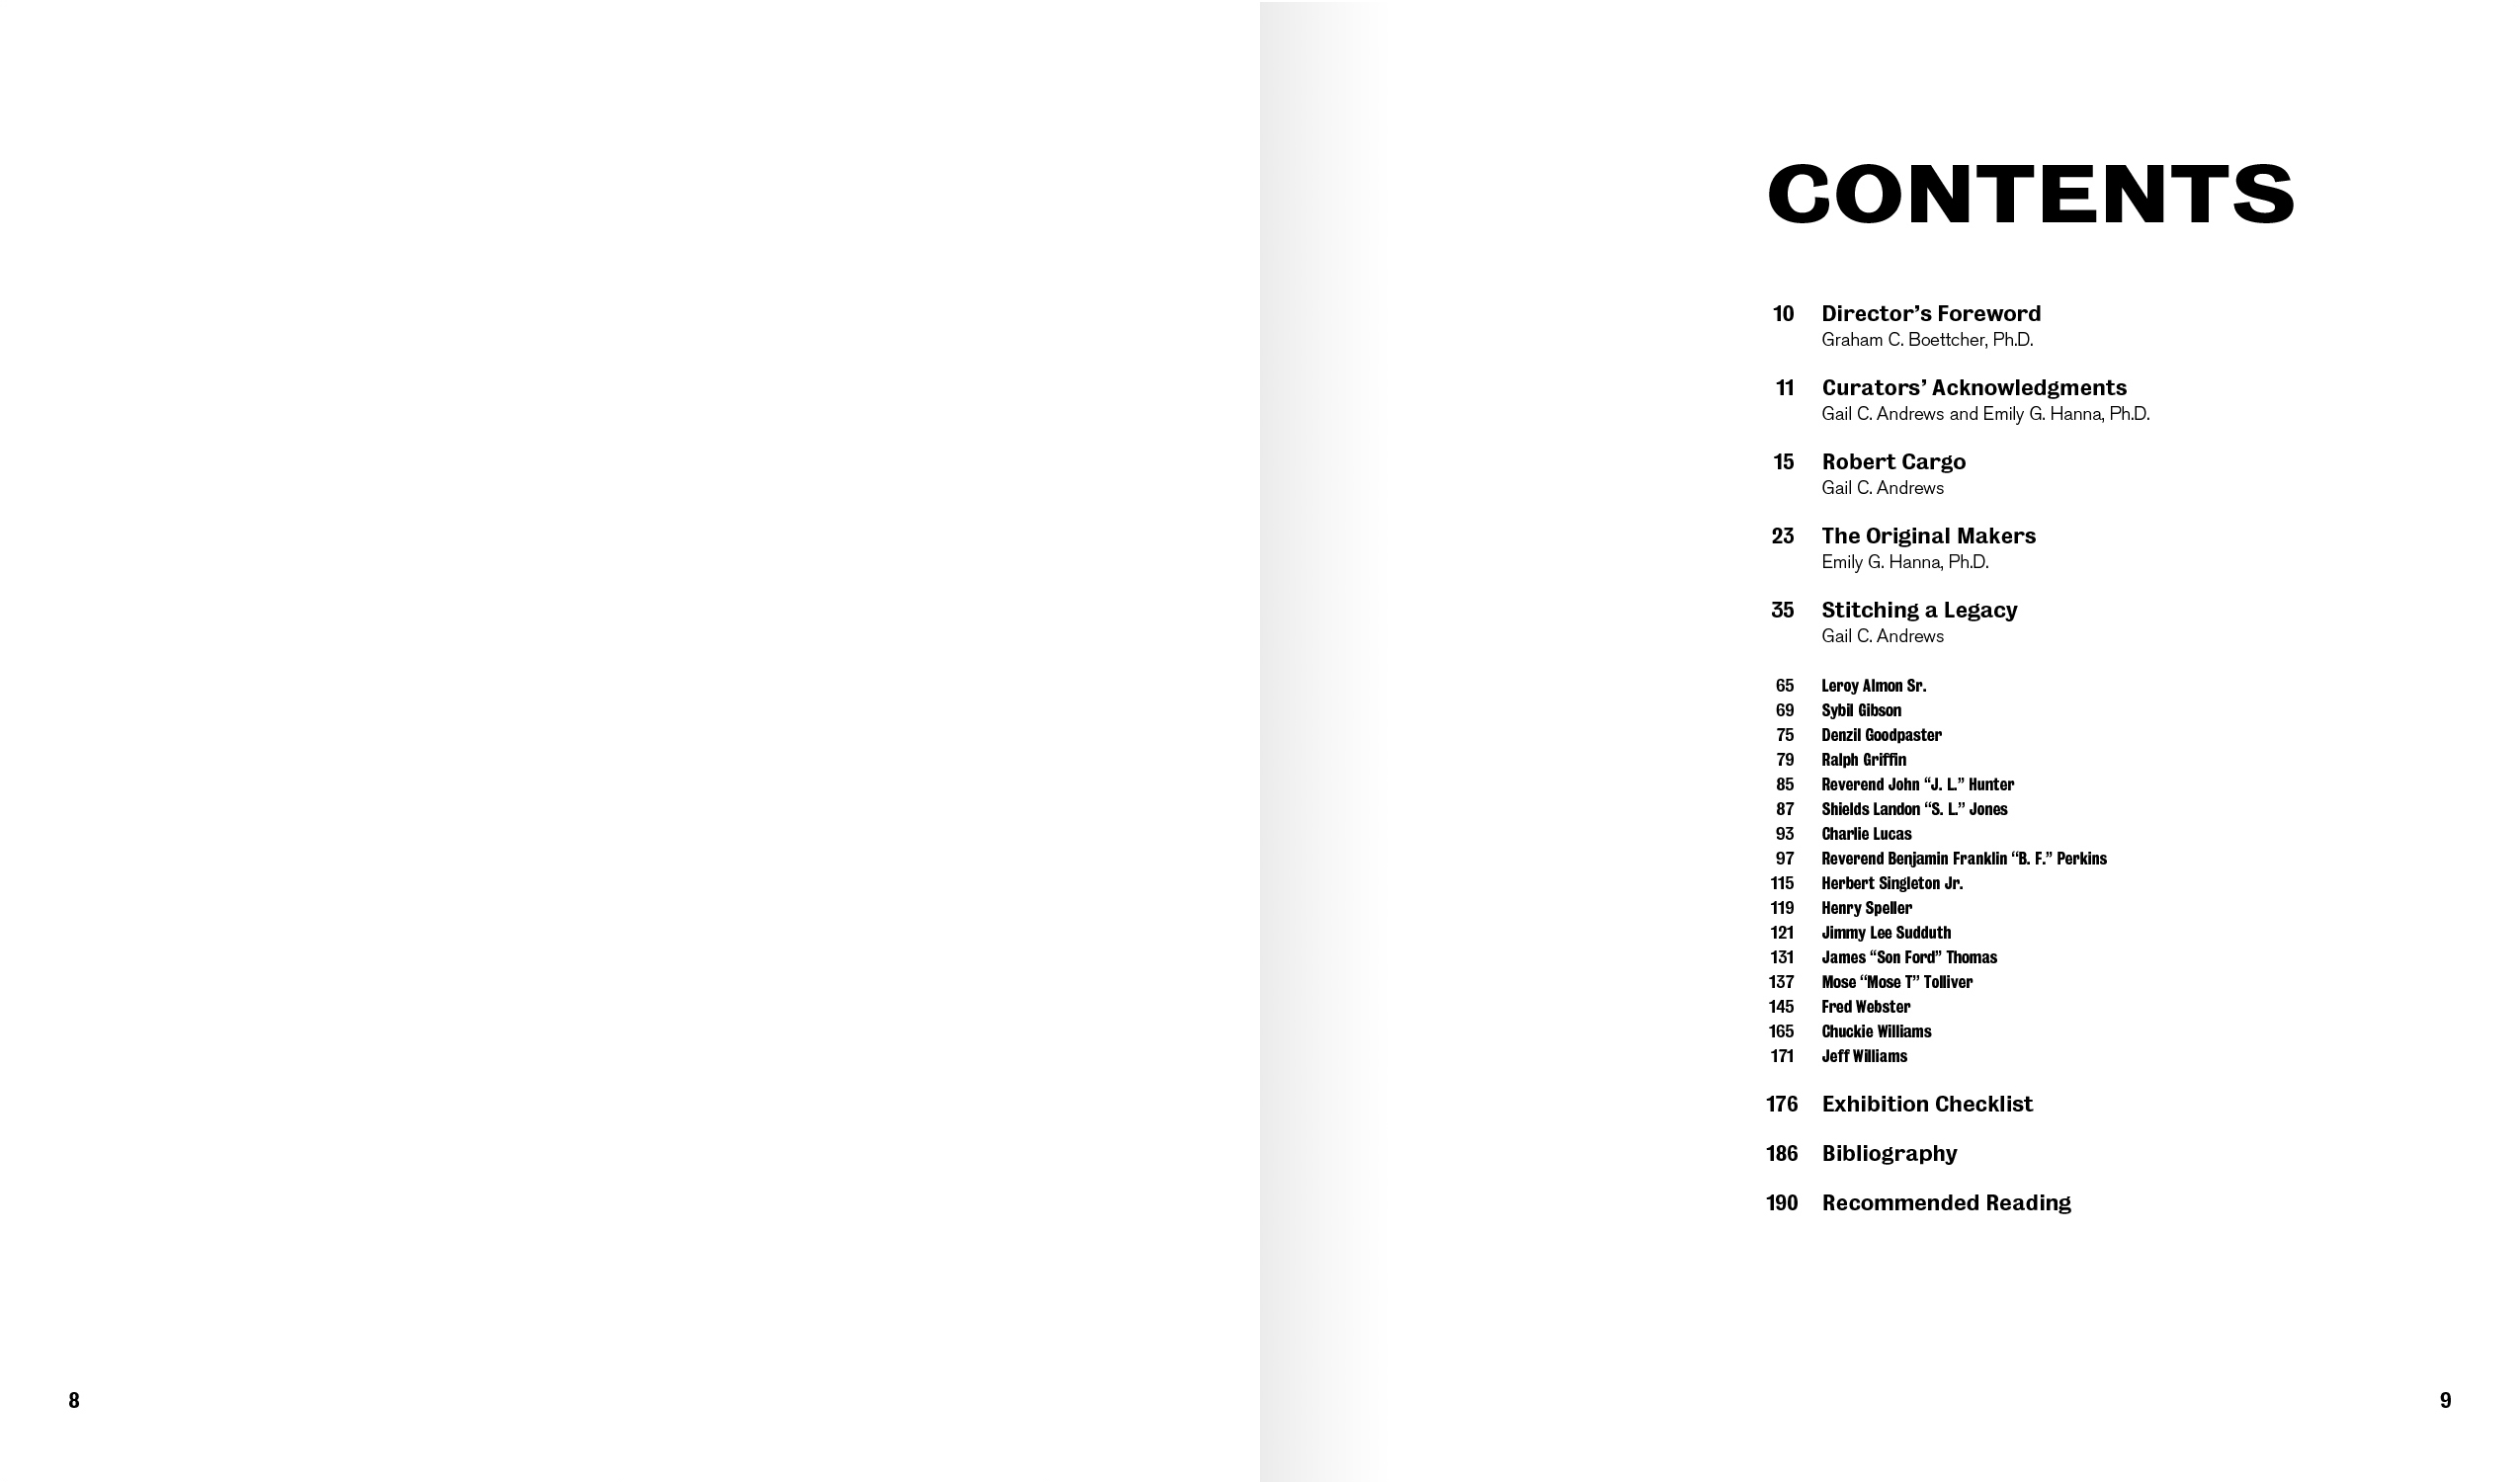 CONTENTS
10 Director’s Foreword
Graham C. Boettcher, Ph.D.
11 Curators’ Acknowledgments
Gail C. Andrews and Emily G. Hanna, Ph.D.
15 Robert Cargo
Gail C. Andrews
23 The Original Makers
Emily G. Hanna, Ph.D.
35 Stitching a Legacy
Gail C. Andrews
65 Leroy Almon Sr.
69 Sybil Gibson
75 Denzil Goodpaster
79 Ralph Griffin
85 Reverend John “J. L.” Hunter
87 Shields Landon “S. L.” Jones
93 Charlie Lucas
97 Reverend Benjamin Franklin “B. F.” Perkins
115 Herbert Singleton Jr.
119 Henry Speller
121 Jimmy Lee Sudduth
131 James “Son Ford” Thomas
137 Mose “Mose T” Tolliver
145 Fred Webster
165 Chuckie Williams
171 Jeff Williams
176 Exhibition Checklist
186 Bibliography
190 Recommended Reading
8
9